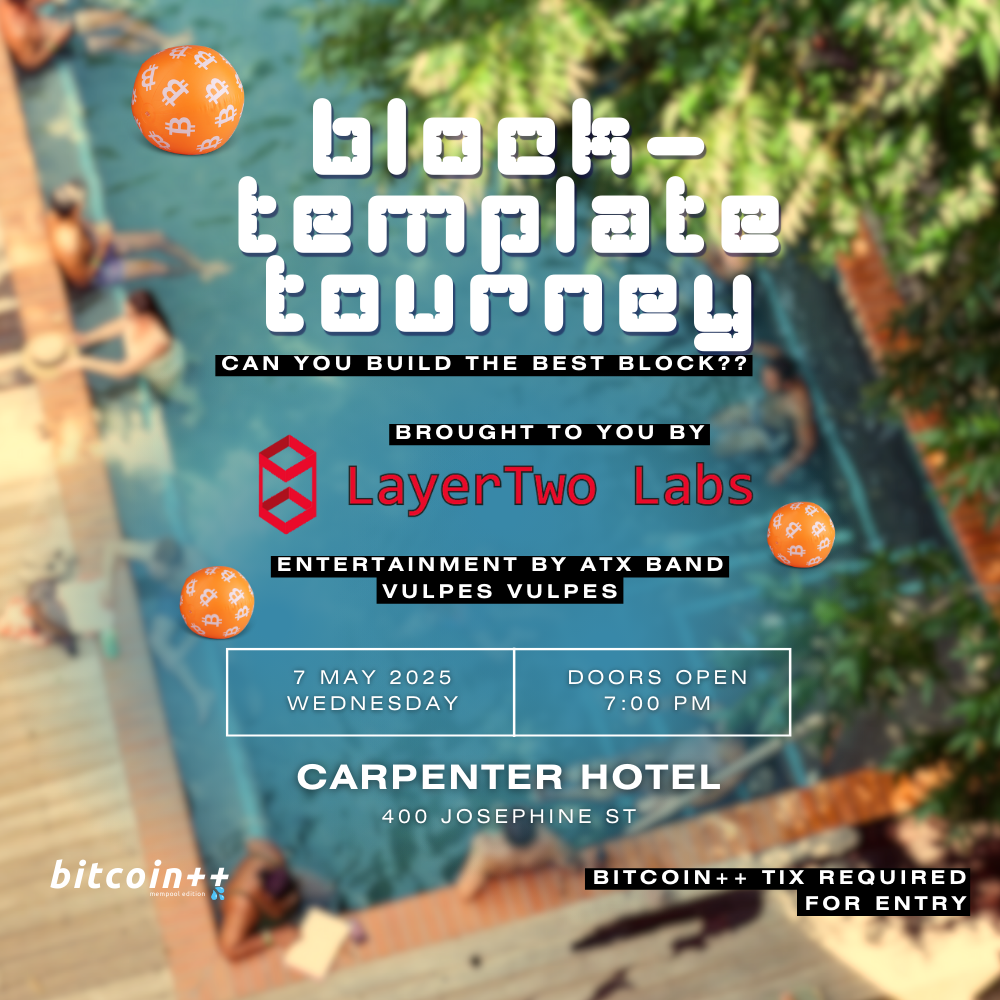 block-
template
tourney
CAN YOU BUILD THE BEST BLOCK??
BROUGHT TO YOU BY
LayerTwo Labs
ENTERTAINMENT BY ATX BAND
VULPES VULPES
7 MAY 2025
WEDNESDAY
DOORS OPEN
7:00 PM
CARPENTER HOTEL
400 JOSEPHINE ST
bitcoin++
mempool edition
BITCOIN++ TIX REQUIRED
FOR ENTRY